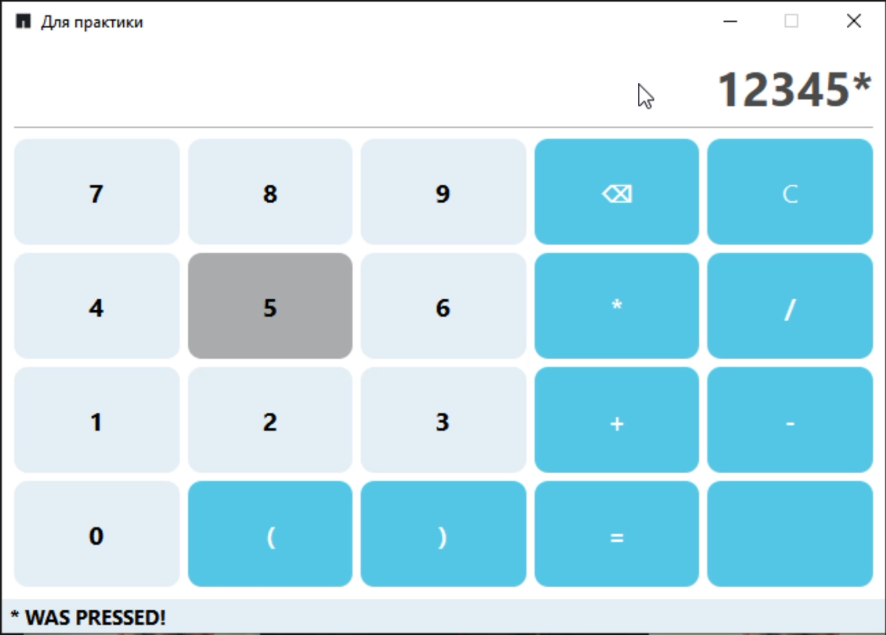 Для практики
12345*
7 8 9 ⌫ C
4 5 6 * /
1 2 3 + -
0 ( ) =
* WAS PRESSED!